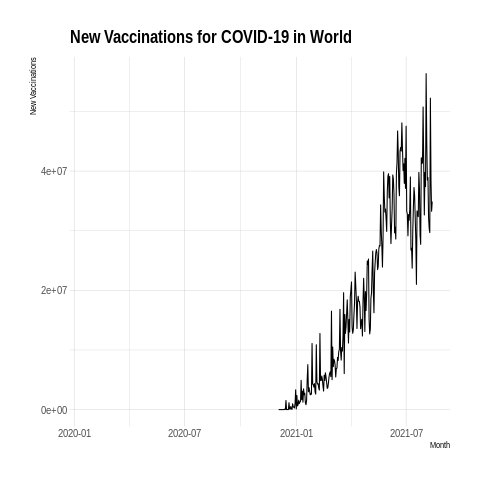 New Vaccinations for COVID-19 in World
New Vaccinations
4e+07
2e+07
0e+00
2020-01 2020-07 2021-01 2021-07
Month